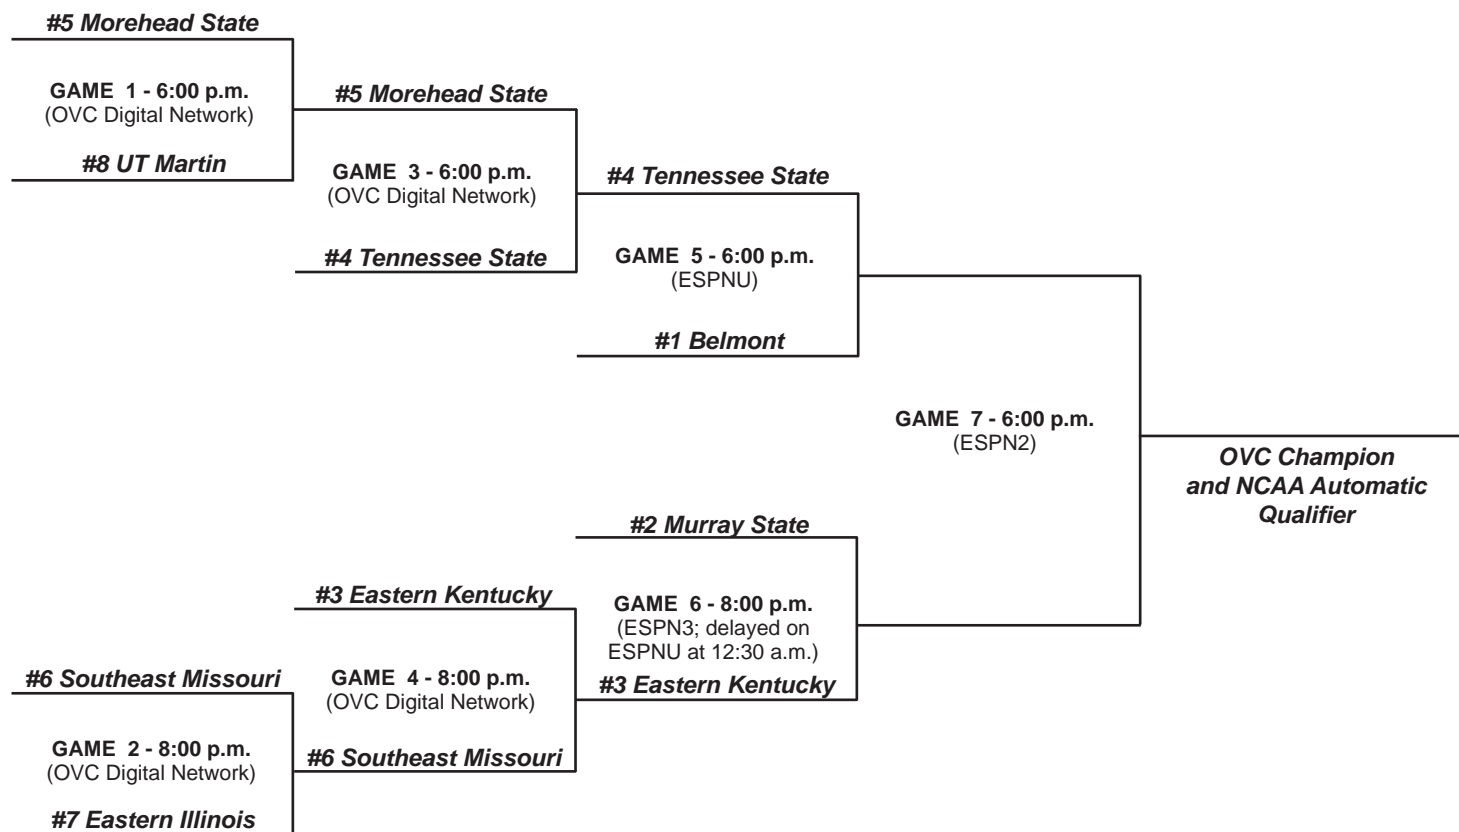 #5 Morehead State
GAME 1 - 6:00 p.m.
(OVC Digital Network)
#8 UT Martin
#5 Morehead State
GAME 3 - 6:00 p.m.
(OVC Digital Network)
#4 Tennessee State
#4 Tennessee State
GAME 5 - 6:00 p.m.
(ESPNU)
#1 Belmont
GAME 7 - 6:00 p.m.
(ESPN2)
OVC Champion
and NCAA Automatic
Qualifier
#2 Murray State
GAME 6 - 8:00 p.m.
(ESPN3; delayed on
ESPNU at 12:30 a.m.)
#3 Eastern Kentucky
#3 Eastern Kentucky
GAME 4 - 8:00 p.m.
(OVC Digital Network)
#6 Southeast Missouri
#6 Southeast Missouri
GAME 2 - 8:00 p.m.
(OVC Digital Network)
#7 Eastern Illinois